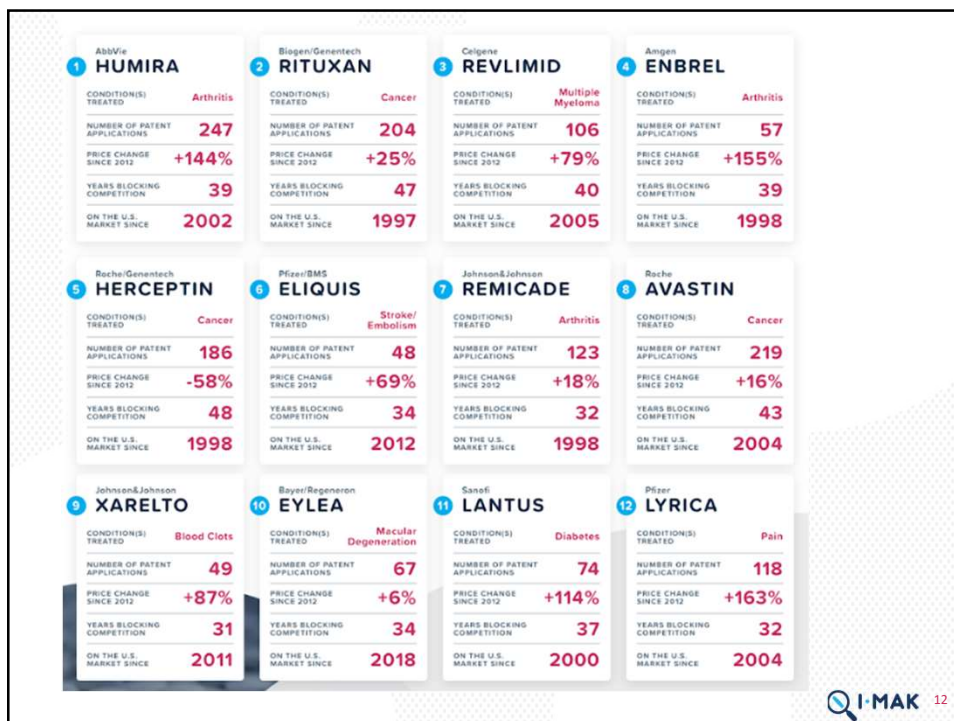 AbbVie
1 HUMIRA
CONDITION(S)
TREATED Arthritis
NUMBER OF PATENT
APPLICATIONS 247
PRICE CHANGE
SINCE 2012 +144%
YEARS BLOCKING
COMPETITION 39
ON THE U.S.
MARKET SINCE 2002
Biogen/Genentech
2 RITUXAN
CONDITION(S)
TREATED Cancer
NUMBER OF PATENT
APPLICATIONS 204
PRICE CHANGE
SINCE 2012 +25%
YEARS BLOCKING
COMPETITION 47
ON THE U.S.
MARKET SINCE 1997
Celgene
3 REVLIMID
CONDITION(S)
TREATED
Multiple
Myeloma
NUMBER OF PATENT
APPLICATIONS 106
PRICE CHANGE
SINCE 2012 +79%
YEARS BLOCKING
COMPETITION 40
ON THE U.S.
MARKET SINCE 2005
Amgen
4 ENBREL
CONDITION(S)
TREATED Arthritis
NUMBER OF PATENT
APPLICATIONS 57
PRICE CHANGE
SINCE 2012 +155%
YEARS BLOCKING
COMPETITION 39
ON THE U.S.
MARKET SINCE 1998
Roche/Genentech
5 HERCEPTIN
CONDITION(S)
TREATED Cancer
NUMBER OF PATENT
APPLICATIONS 186
PRICE CHANGE
SINCE 2012 -58%
YEARS BLOCKING
COMPETITION 48
ON THE U.S.
MARKET SINCE 1998
Pfizer/BMS
6 ELIQUIS
CONDITION(S)
TREATED
Stroke/
Embolism
NUMBER OF PATENT
APPLICATIONS 48
PRICE CHANGE
SINCE 2012 +69%
YEARS BLOCKING
COMPETITION 34
ON THE U.S.
MARKET SINCE 2012
Johnson&Johnson
7 REMICADE
CONDITION(S)
TREATED Arthritis
NUMBER OF PATENT
APPLICATIONS 123
PRICE CHANGE
SINCE 2012 +18%
YEARS BLOCKING
COMPETITION 32
ON THE U.S.
MARKET SINCE 1998
Roche
8 AVASTIN
CONDITION(S)
TREATED Cancer
NUMBER OF PATENT
APPLICATIONS 219
PRICE CHANGE
SINCE 2012 +16%
YEARS BLOCKING
COMPETITION 43
ON THE U.S.
MARKET SINCE 2004
Johnson&Johnson
9 XARELTO
CONDITION(S)
TREATED Blood Clots
NUMBER OF PATENT
APPLICATIONS 49
PRICE CHANGE
SINCE 2012 +87%
YEARS BLOCKING
COMPETITION 31
ON THE U.S.
MARKET SINCE 2011
Bayer/Regeneron
10 EYLEA
CONDITION(S)
TREATED
Macular
Degeneration
NUMBER OF PATENT
APPLICATIONS 67
PRICE CHANGE
SINCE 2012 +6%
YEARS BLOCKING
COMPETITION 34
ON THE U.S.
MARKET SINCE 2018
Sanofi
11 LANTUS
CONDITION(S)
TREATED Diabetes
NUMBER OF PATENT
APPLICATIONS 74
PRICE CHANGE
SINCE 2012 +114%
YEARS BLOCKING
COMPETITION 37
ON THE U.S.
MARKET SINCE 2000
Pfizer
12 LYRICA
CONDITION(S)
TREATED Pain
NUMBER OF PATENT
APPLICATIONS 118
PRICE CHANGE
SINCE 2012 +163%
YEARS BLOCKING
COMPETITION 32
ON THE U.S.
MARKET SINCE 2004
I·MAK 12